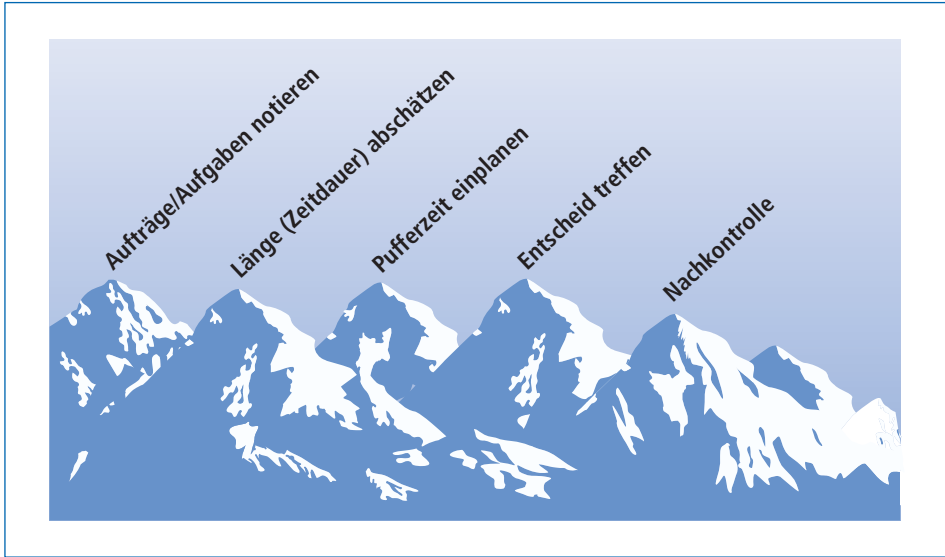 Aufträge/Aufgaben notieren
Länge (Zeitdauer) abschätzen
Pufferzeit einplanen
Entscheid treffen
Nachkontrolle